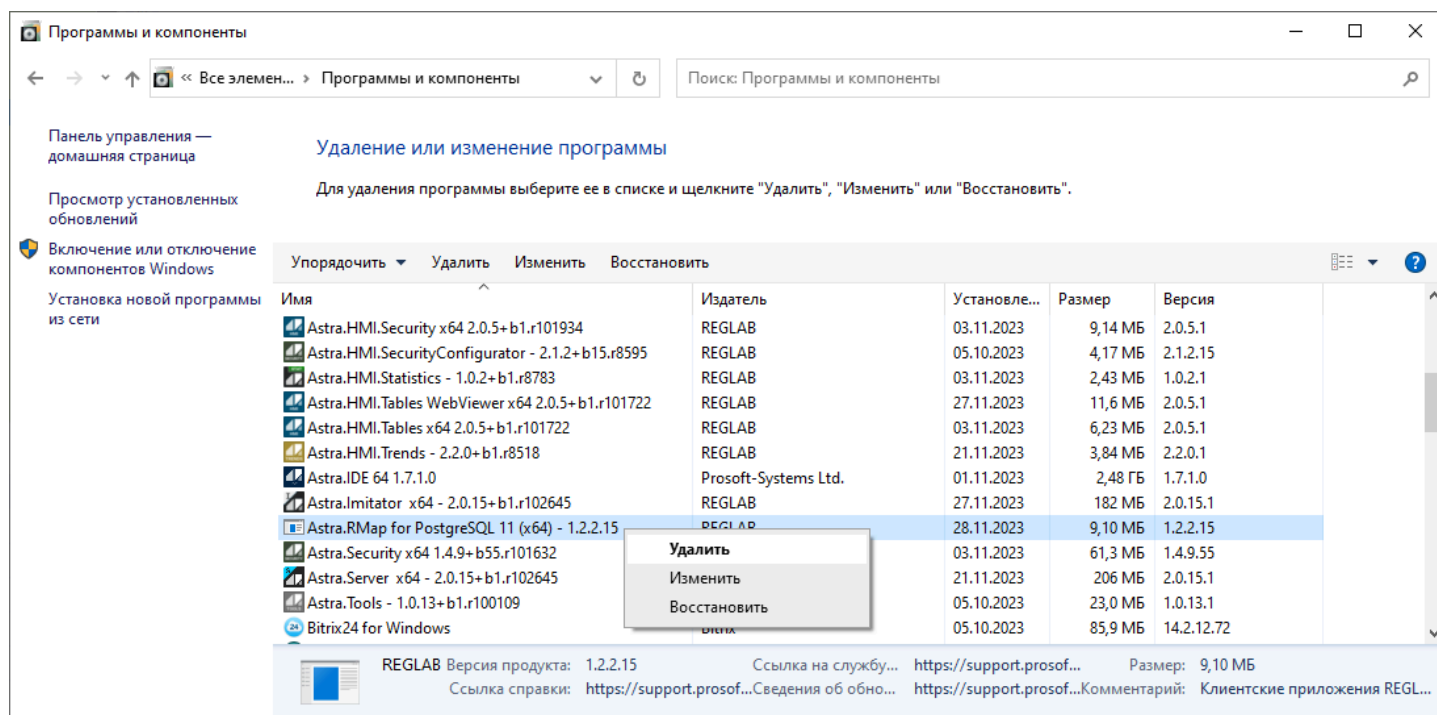 Программы и компоненты
« Все элемен... › Программы и компоненты
Поиск: Программы и компоненты
Панель управления —
домашняя страница
Просмотр установленных
обновлений
Включение или отключение
компонентов Windows
Установка новой программы
из сети
Удаление или изменение программы
Для удаления программы выберите ее в списке и щелкните "Удалить", "Изменить" или "Восстановить".
Упорядочить Удалить Изменить Восстановить
Имя Издатель Установле... Размер Версия
Astra.HMI.Security x64 2.0.5+b1.r101934 REGLAB 03.11.2023 9,14 МБ 2.0.5.1
Astra.HMI.SecurityConfigurator - 2.1.2+b15.r8595 REGLAB 05.10.2023 4,17 МБ 2.1.2.15
Astra.HMI.Statistics - 1.0.2+b1.r8783 REGLAB 03.11.2023 2,43 МБ 1.0.2.1
Astra.HMI.Tables WebViewer x64 2.0.5+b1.r101722 REGLAB 27.11.2023 11,6 МБ 2.0.5.1
Astra.HMI.Tables x64 2.0.5+b1.r101722 REGLAB 03.11.2023 6,23 МБ 2.0.5.1
Astra.HMI.Trends - 2.2.0+b1.r8518 REGLAB 21.11.2023 3,84 МБ 2.2.0.1
Astra.IDE 64 1.7.1.0 Prosoft-Systems Ltd. 01.11.2023 2,48 ГБ 1.7.1.0
Astra.Imitator x64 - 2.0.15+b1.r102645 REGLAB 27.11.2023 182 МБ 2.0.15.1
Astra.RMap for PostgreSQL 11 (x64) - 1.2.2.15 REGLAB 28.11.2023 9,10 МБ 1.2.2.15
Astra.Security x64 1.4.9+b55.r101632 03.11.2023 61,3 МБ 1.4.9.55
Astra.Server x64 - 2.0.15+b1.r102645 21.11.2023 206 МБ 2.0.15.1
Astra.Tools - 1.0.13+b1.r100109 05.10.2023 23,0 МБ 1.0.13.1
Bitrix24 for Windows Bitrix 05.10.2023 85,9 МБ 14.2.12.72
Удалить
Изменить
Восстановить
REGLAB Версия продукта: 1.2.2.15 Ссылка на службу... https://support.prosof... Размер: 9,10 МБ
Ссылка справки: https://support.prosof... Сведения об обно... https://support.prosof... Комментарий: Клиентские приложения REGL...